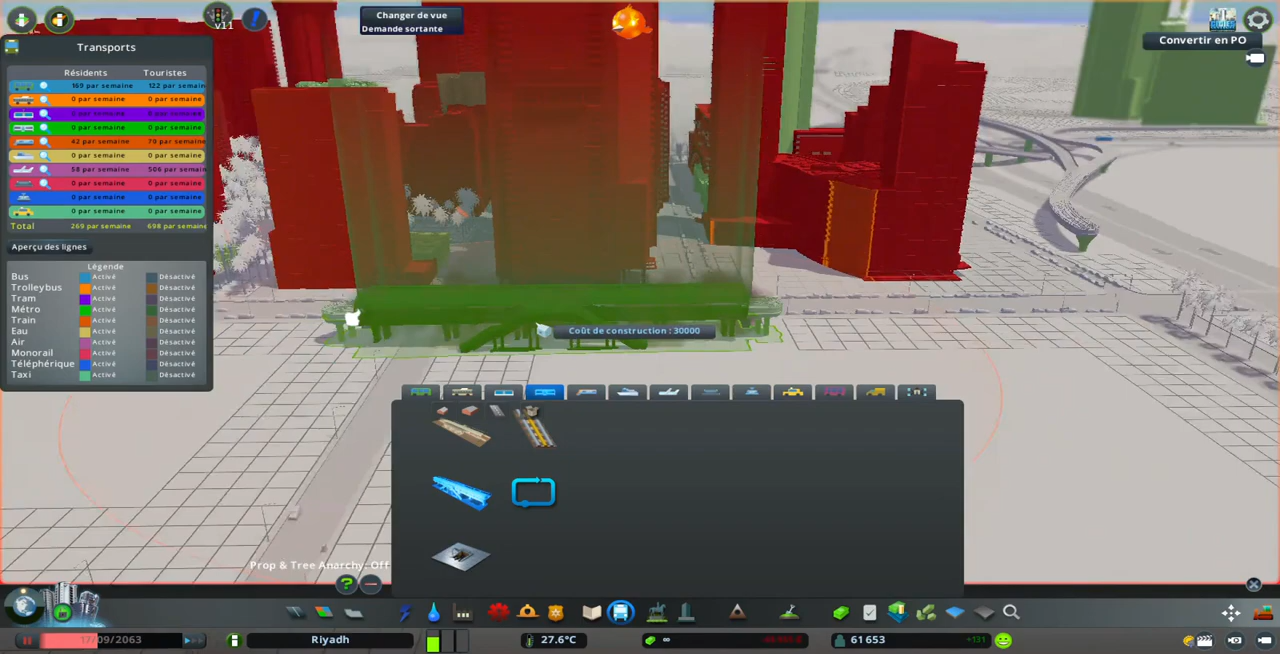 v11
Changer de vue
Demande sortante
Convertir en PO
Transports
Résidents Touristes
169 par semaine 122 par semain
0 par semaine 0 par semaine
0 par semaine 0 par semaine
0 par semaine 0 par semaine
42 par semaine 79 par semaine
0 par semaine 0 par semaine
58 par semaine 506 par semaine
0 par semaine 0 par semaine
0 par semaine 0 par semaine
0 par semaine 0 par semaine
Total 269 par semaine 698 par semain
Aperçu des lignes
Légende
Bus Activé Désactivé
Trolleybus Activé Désactivé
Tram Activé Désactivé
Métro Activé Désactivé
Train Activé Désactivé
Eau Activé Désactivé
Air Activé Désactivé
Monorail Activé Désactivé
Téléphérique Activé Désactivé
Taxi Activé Désactivé
Coût de construction : 30000
Prop & Tree Anarchy: Off
17/09/2063
Riyadh
27.6°C
∞
61 653
+131